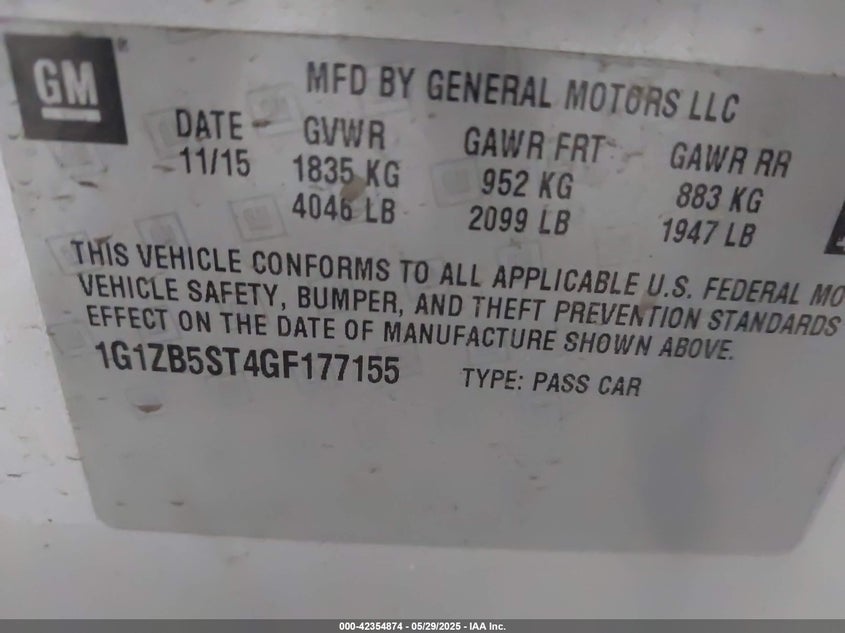 GM ®
MFD BY GENERAL MOTORS LLC
DATE GVWR GAWR FRT GAWR RR
11/15 1835 KG 952 KG 883 KG
4046 LB 2099 LB 1947 LB
THIS VEHICLE CONFORMS TO ALL APPLICABLE U.S. FEDERAL MO
VEHICLE SAFETY, BUMPER, AND THEFT PREVENTION STANDARDS
EFFECT ON THE DATE OF MANUFACTURE SHOWN ABOVE.
1G1ZB5ST4GF177155 TYPE: PASS CAR
000-42354874 | 05/29/2025 - IAA Inc.